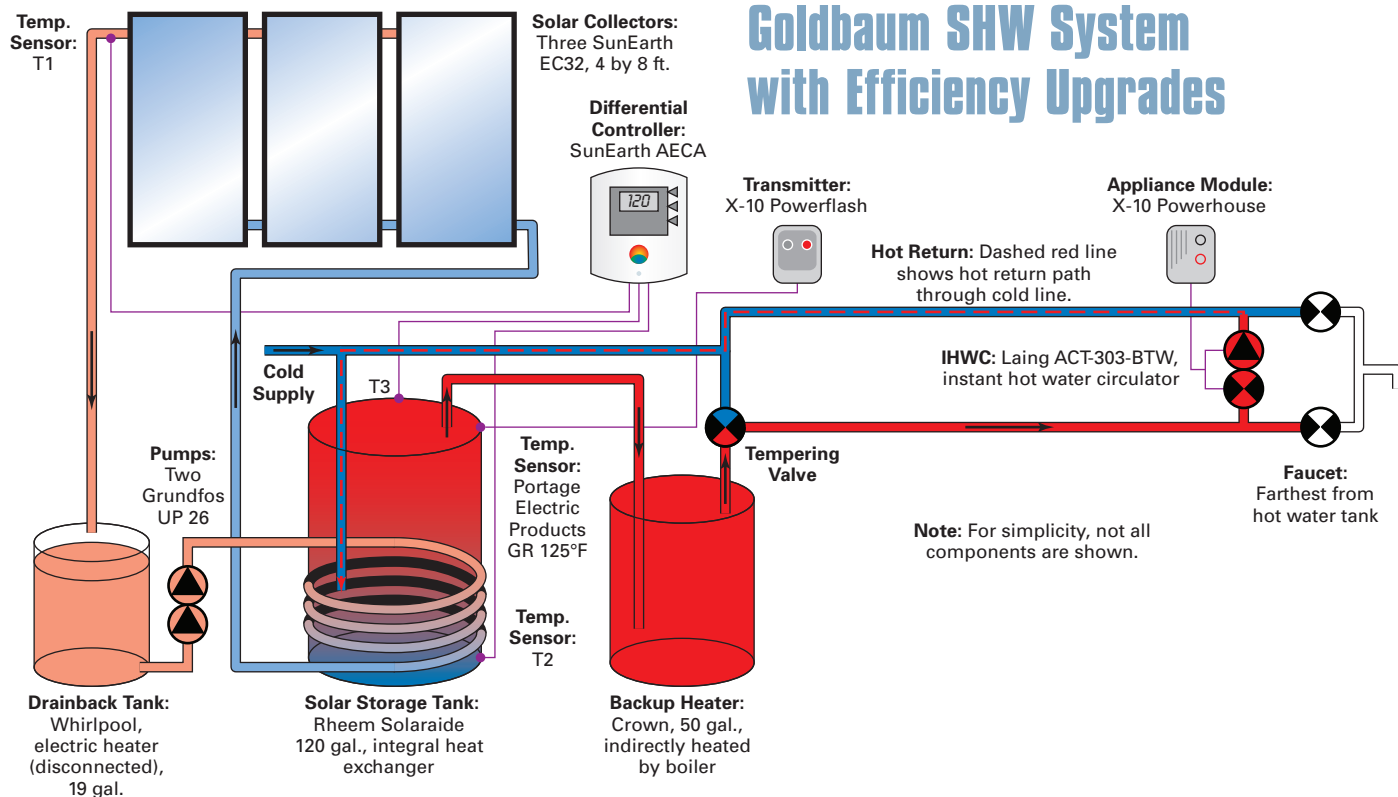 Goldbaum SHW System
with Efficiency Upgrades
Temp.
Sensor:
T1
Solar Collectors:
Three SunEarth
EC32, 4 by 8 ft.
Differential
Controller:
SunEarth AECA
120
Transmitter:
X-10 Powerflash
Appliance Module:
X-10 Powerhouse
Hot Return: Dashed red line
shows hot return path
through cold line.
Cold
Supply
T3
IHWC: Laing ACT-303-BTW,
instant hot water circulator
Pumps:
Two
Grundfos
UP 26
Temp.
Sensor:
Portage
Electric
Products
GR 125°F
Tempering
Valve
Faucet:
Farthest from
hot water tank
Note: For simplicity, not all
components are shown.
Temp.
Sensor:
T2
Drainback Tank:
Whirlpool,
electric heater
(disconnected),
19 gal.
Solar Storage Tank:
Rheem Solaraide
120 gal., integral heat
exchanger
Backup Heater:
Crown, 50 gal.,
indirectly heated
by boiler